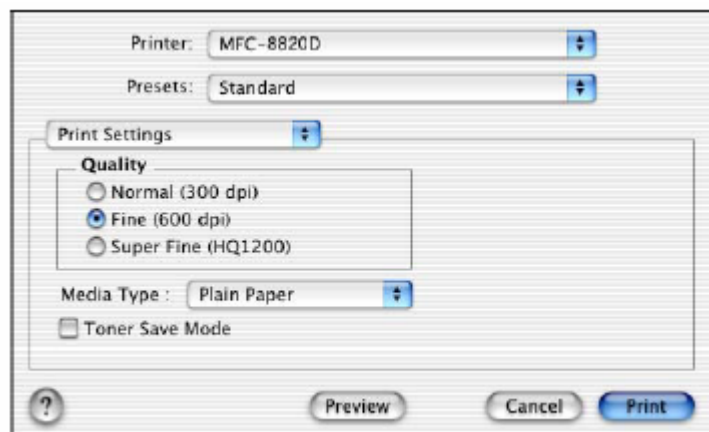 Printer: MFC-8820D
Presets: Standard
Print Settings
Quality
Normal (300 dpi)
Fine (600 dpi)
Super Fine (HQ1200)
Media Type : Plain Paper
Toner Save Mode
? Preview Cancel Print